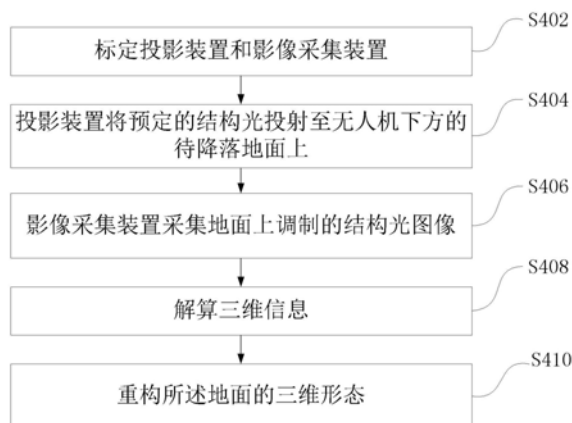 S402
标定投影装置和影像采集装置
S404
投影装置将预定的结构光投射至无人机下方的
待降落地面上
S406
影像采集装置采集地面上调制的结构光图像
S408
解算三维信息
S410
重构所述地面的三维形态